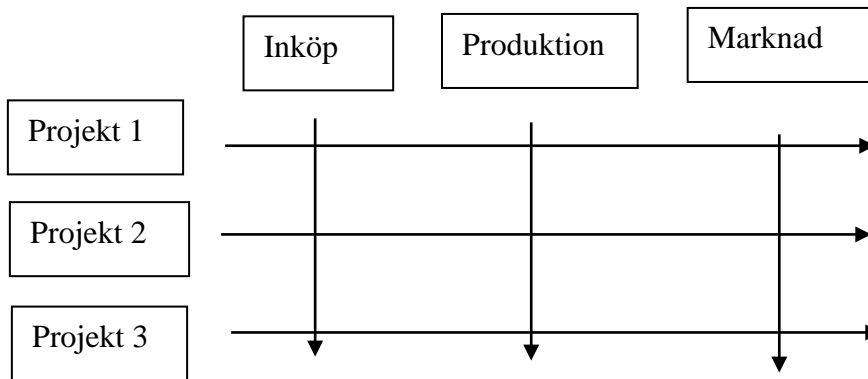 Inköp
Produktion
Marknad
Projekt 1
Projekt 2
Projekt 3